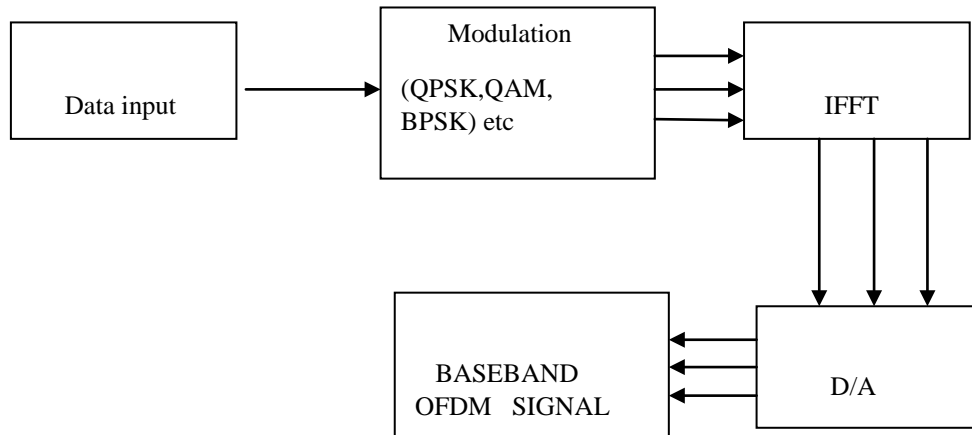 Data input
Modulation
(QPSK,QAM,
BPSK) etc
IFFT
D/A
BASEBAND
OFDM SIGNAL